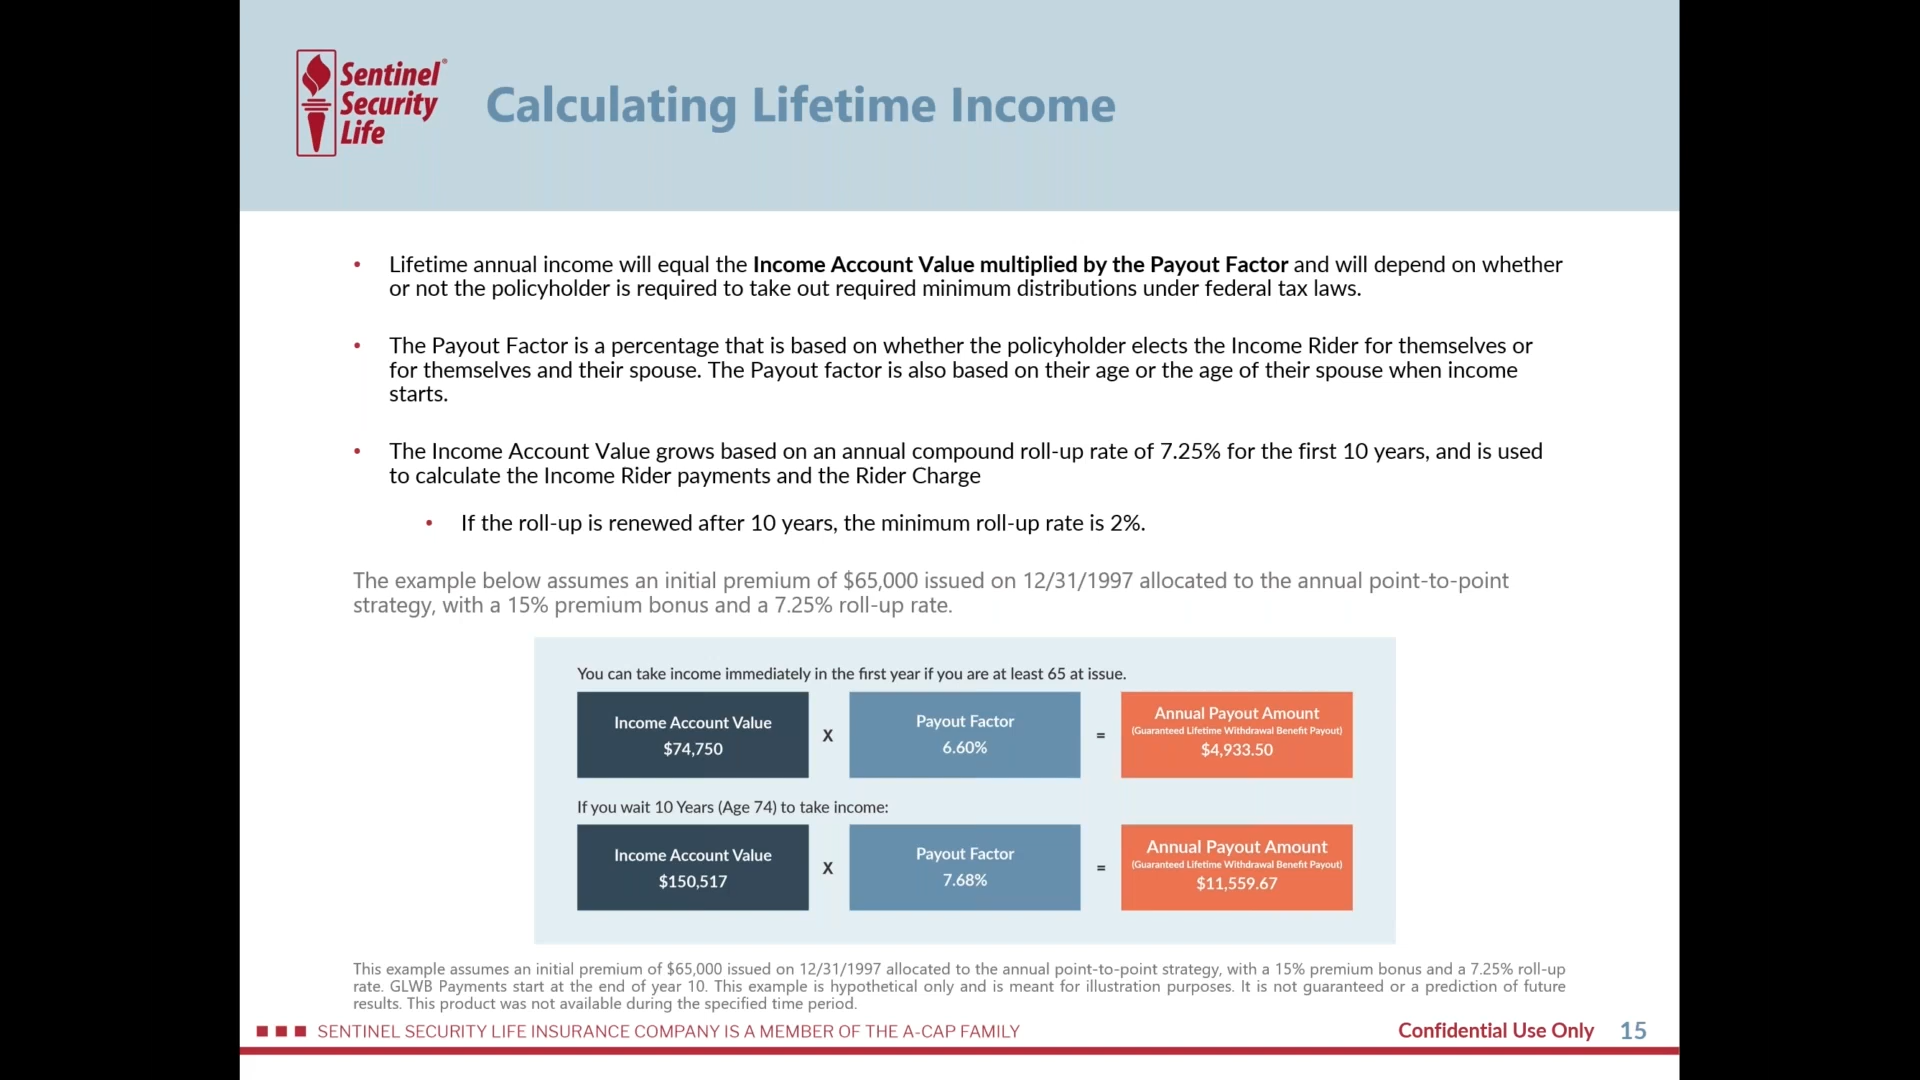 Sentinel®
Security
Life
Calculating Lifetime Income
• Lifetime annual income will equal the Income Account Value multiplied by the Payout Factor and will depend on whether
or not the policyholder is required to take out required minimum distributions under federal tax laws.
• The Payout Factor is a percentage that is based on whether the policyholder elects the Income Rider for themselves or
for themselves and their spouse. The Payout factor is also based on their age or the age of their spouse when income
starts.
• The Income Account Value grows based on an annual compound roll-up rate of 7.25% for the first 10 years, and is used
to calculate the Income Rider payments and the Rider Charge
• If the roll-up is renewed after 10 years, the minimum roll-up rate is 2%.
The example below assumes an initial premium of $65,000 issued on 12/31/1997 allocated to the annual point-to-point
strategy, with a 15% premium bonus and a 7.25% roll-up rate.
You can take income immediately in the first year if you are at least 65 at issue.
Income Account Value
$74,750
X
Payout Factor
6.60%
=
Annual Payout Amount
(Guaranteed Lifetime Withdrawal Benefit Payout)
$4,933.50
If you wait 10 Years (Age 74) to take income:
Income Account Value
$150,517
X
Payout Factor
7.68%
=
Annual Payout Amount
(Guaranteed Lifetime Withdrawal Benefit Payout)
$11,559.67
This example assumes an initial premium of $65,000 issued on 12/31/1997 allocated to the annual point-to-point strategy, with a 15% premium bonus and a 7.25% roll-up
rate. GLWB Payments start at the end of year 10. This example is hypothetical only and is meant for illustration purposes. It is not guaranteed or a prediction of future
results. This product was not available during the specified time period.
SENTINEL SECURITY LIFE INSURANCE COMPANY IS A MEMBER OF THE A-CAP FAMILY
Confidential Use Only 15